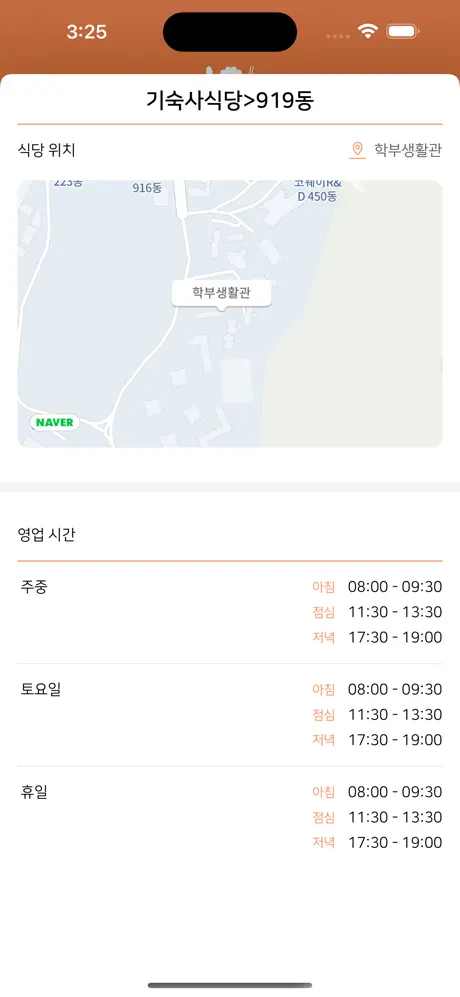 3:25
기숙사식당>919동
식당 위치
학부생활관
223동
916동
코웨이R&
D 450동
학부생활관
NAVER
영업 시간
주중
아침 08:00 - 09:30
점심 11:30 - 13:30
저녁 17:30 - 19:00
토요일
아침 08:00 - 09:30
점심 11:30 - 13:30
저녁 17:30 - 19:00
휴일
아침 08:00 - 09:30
점심 11:30 - 13:30
저녁 17:30 - 19:00